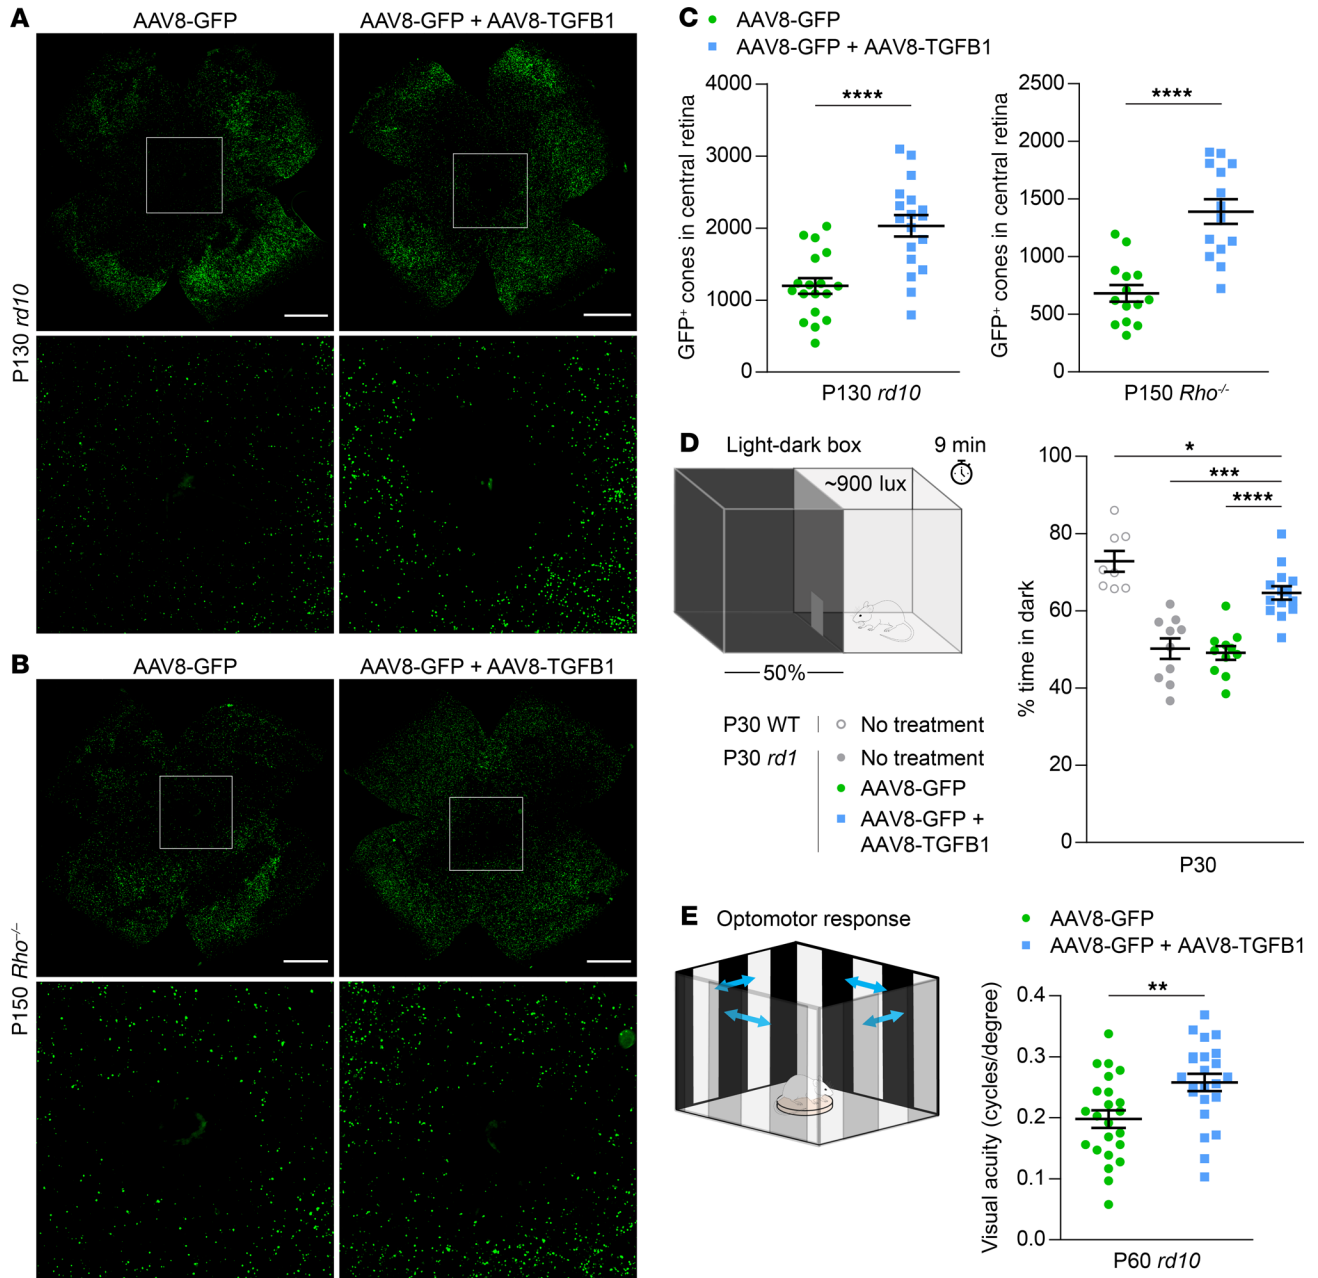 A
AAV8-GFP
AAV8-GFP + AAV8-TGFB1
P130 rd10
B
AAV8-GFP
AAV8-GFP + AAV8-TGFB1
P150 Rho–/–
C
AAV8-GFP
AAV8-GFP + AAV8-TGFB1
GFP+ cones in central retina
4000
3000
2000
1000
0
****
P130 rd10
GFP+ cones in central retina
2500
2000
1500
1000
500
0
****
P150 Rho-/-
D
Light-dark box
9 min
~900 lux
50%
P30 WT
No treatment
P30 rd1
No treatment
AAV8-GFP
AAV8-GFP +
AAV8-TGFB1
% time in dark
100
80
60
40
20
0
*
***
****
P30
E
Optomotor response
AAV8-GFP
AAV8-GFP + AAV8-TGFB1
Visual acuity (cycles/degree)
0.4
0.3
0.2
0.1
0.0
**
P60 rd10